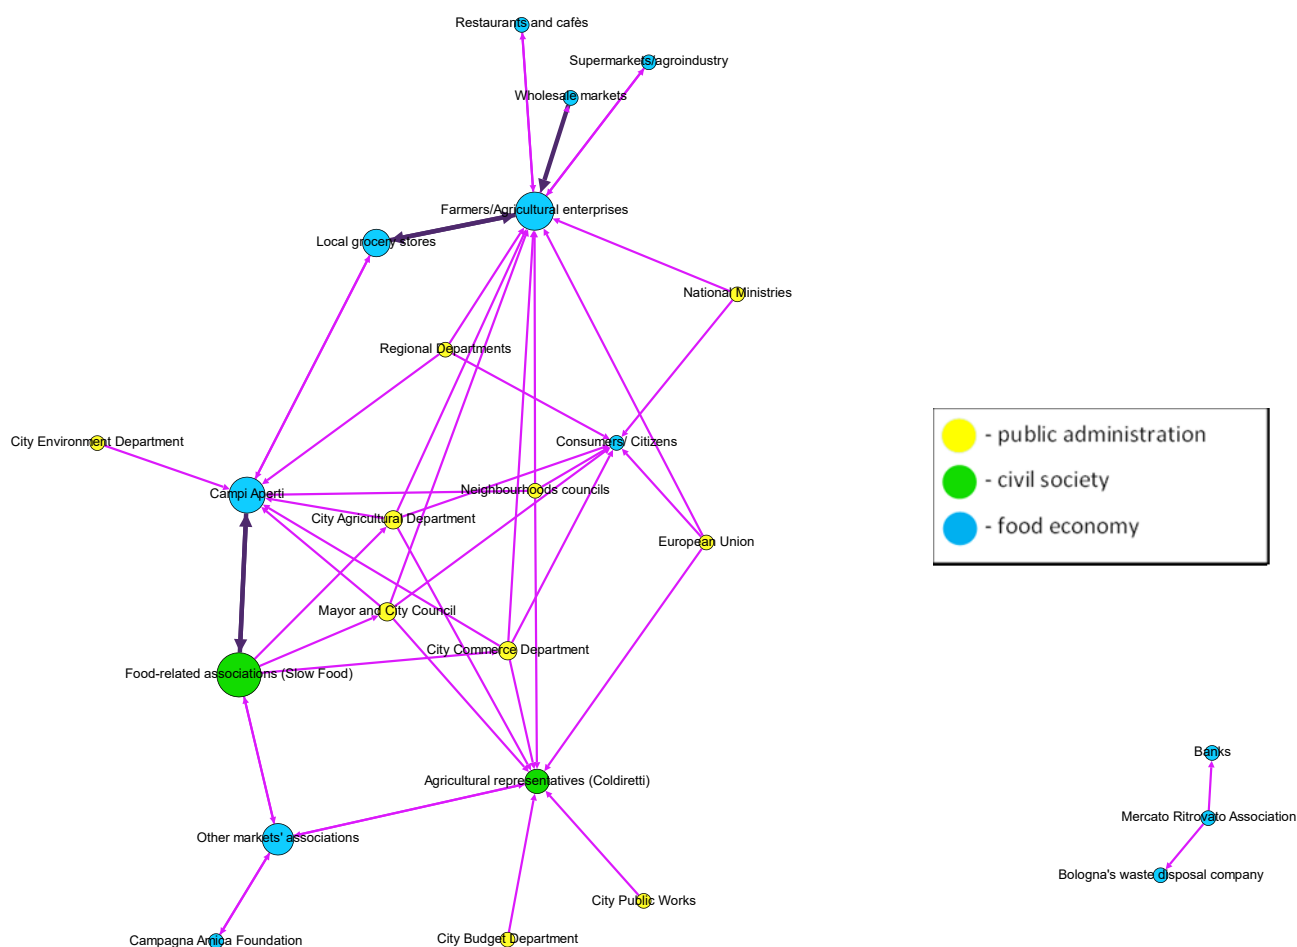 Restaurants and cafès
Supermarkets/agroindustry
Wholesale markets
Farmers/Agricultural enterprises
Local grocery stores
National Ministries
Regional Departments
- public administration
- civil society
- food economy
City Environment Department
Consumers/ Citizens
Campi Aperti
Neighbourhoods councils
City Agricultural Department
European Union
Mayor and City Council
City Commerce Department
Food-related associations (Slow Food)
Banks
Agricultural representatives (Coldiretti)
Mercato Ritrovato Association
Other markets' associations
Bologna's waste disposal company
City Public Works
City Budget Department
Campagna Amica Foundation